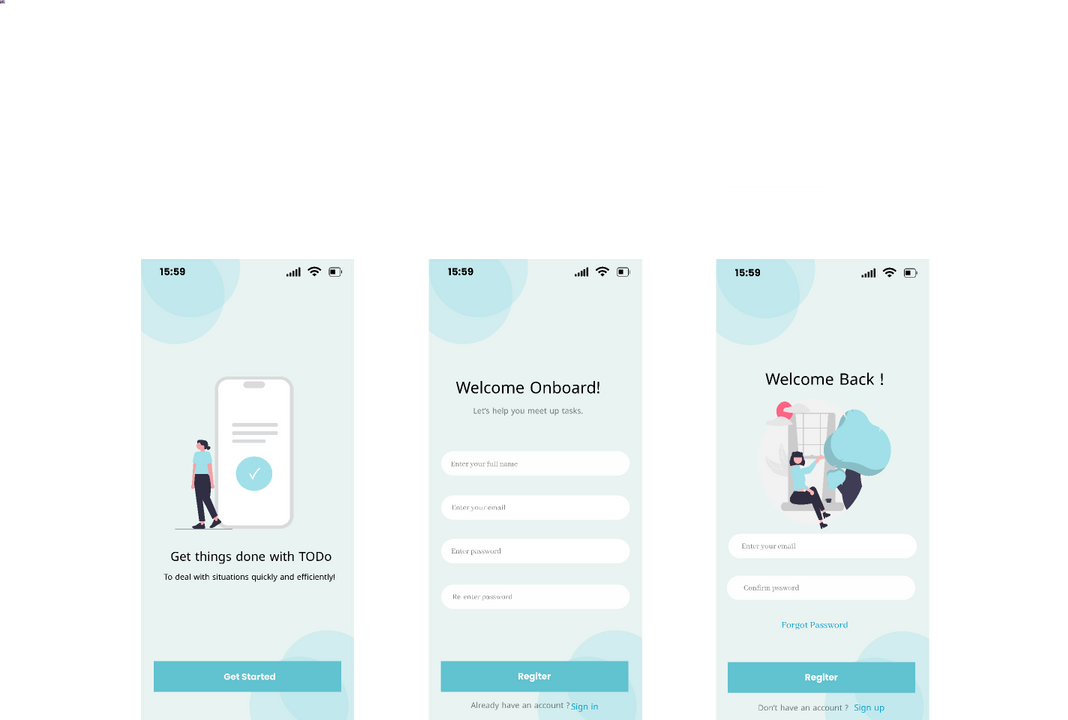 15:59
Get things done with TODo
To deal with situations quickly and efficiently!
Get Started
15:59
Welcome Onboard!
Let's help you meet up tasks.
Enter your full name
Enter your email
Enter password
Re enter password
Regiter
Already have an account ? Sign in
15:59
Welcome Back !
Enter your email
Confirm pssword
Forgot Password
Regiter
Don't have an account ? Sign up